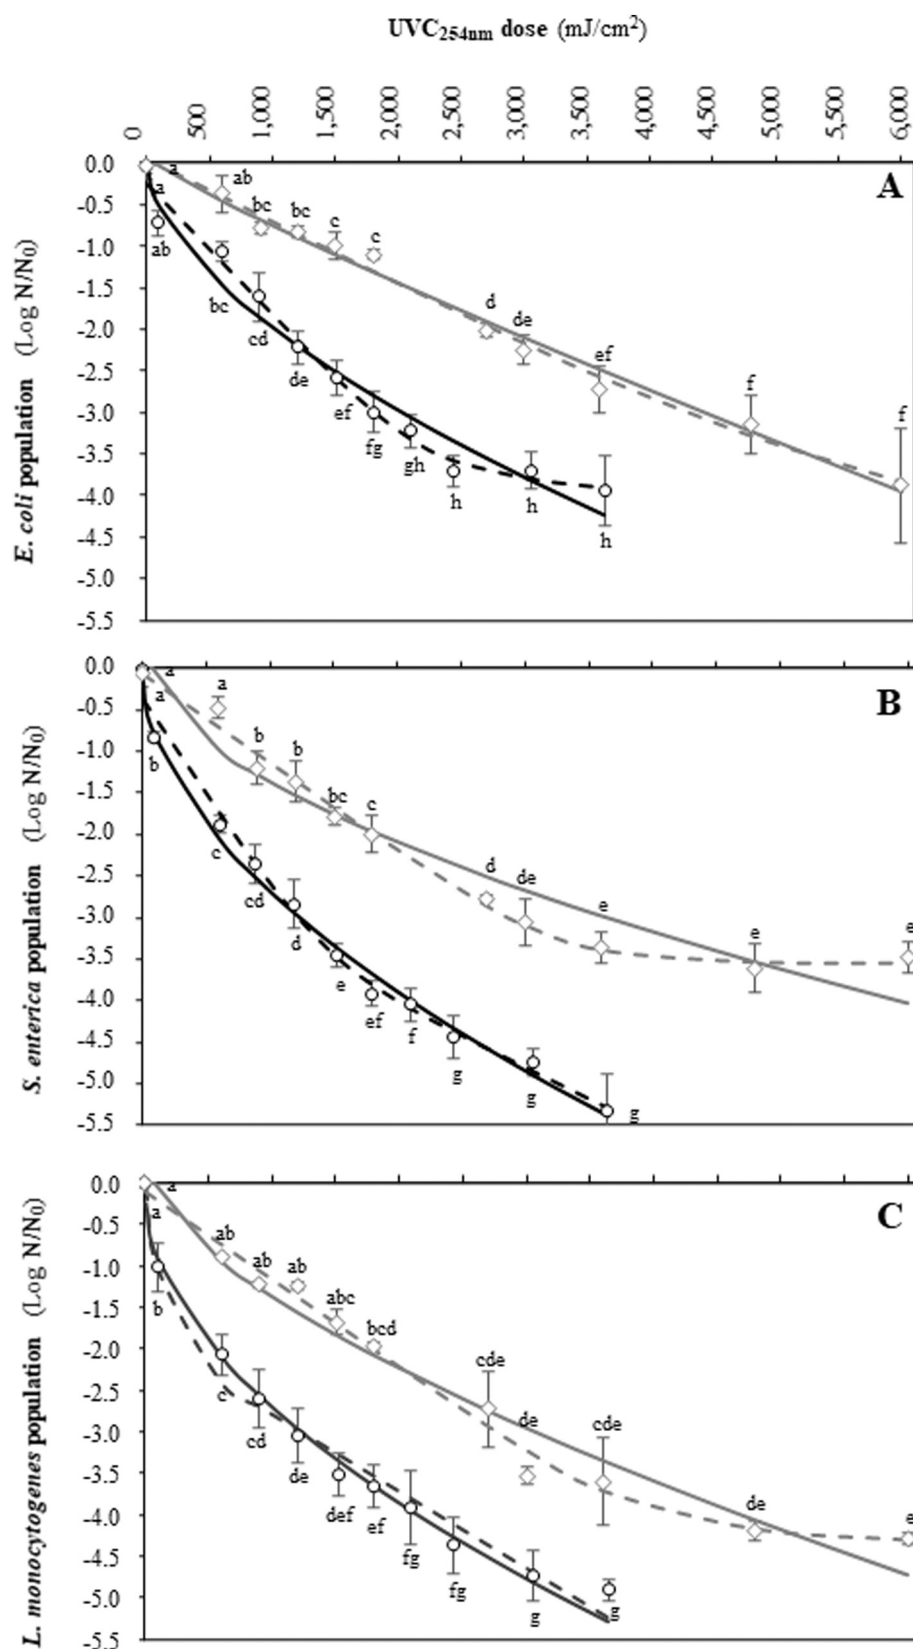 UVC254nm dose (mJ/cm2)
0 500 1,000 1,500 2,000 2,500 3,000 3,500 4,000 4,500 5,000 5,500 6,000
E. coli population (Log N/N0)
0.0
-0.5
-1.0
-1.5
-2.0
-2.5
-3.0
-3.5
-4.0
-4.5
-5.0
-5.5
A
a ab bc bc c c d de ef f f
a ab bc cd de ef fg gh h h h
S. enterica population (Log N/N0)
0.0
-0.5
-1.0
-1.5
-2.0
-2.5
-3.0
-3.5
-4.0
-4.5
-5.0
-5.5
B
a a b b bc c d de e e e
a b c cd d e ef f g g g
L. monocytogenes population (Log N/N0)
0.0
-0.5
-1.0
-1.5
-2.0
-2.5
-3.0
-3.5
-4.0
-4.5
-5.0
-5.5
C
a ab ab ab abc bcd cde de cde de e
a b c cd de def ef fg fg g g